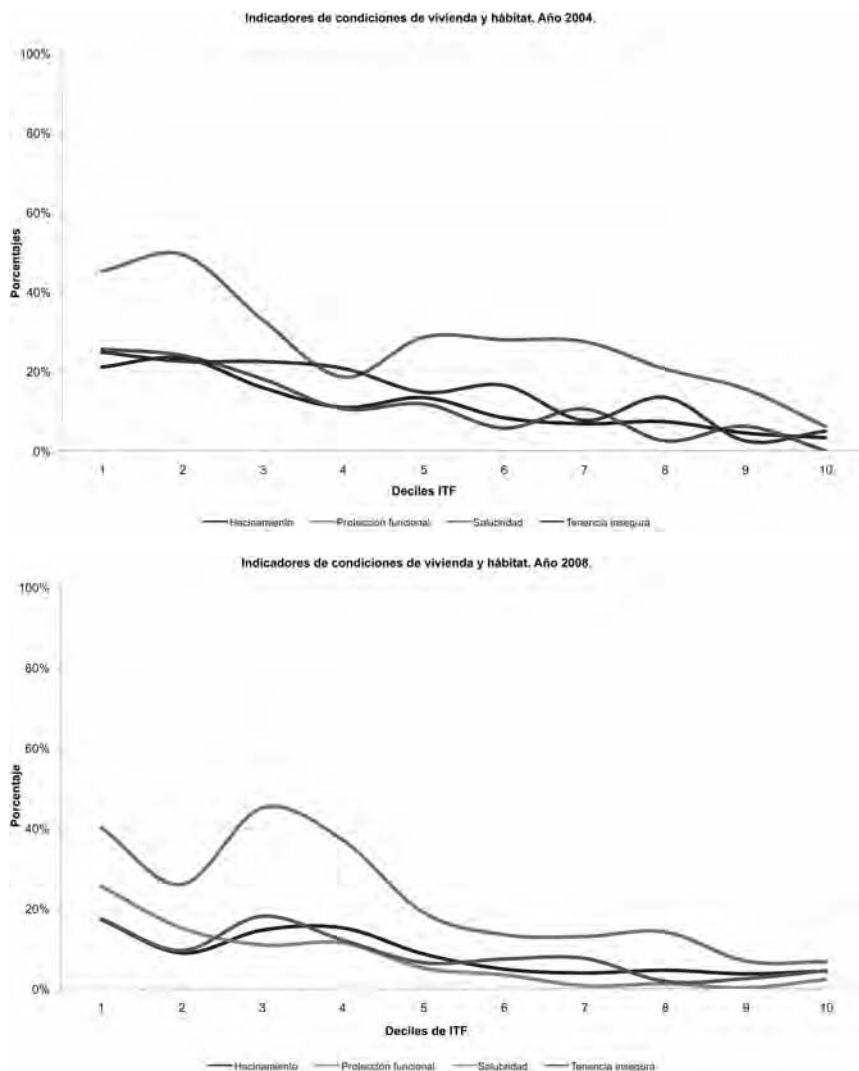 Indicadores de condiciones de vivienda y hábitat. Año 2004.
100%
80%
60%
40%
20%
0%
Porcentajes
1 2 3 4 5 6 7 8 9 10
Deciles ITF
Hacinamiento Protección funcional Salubridad Tenencia insegura
Indicadores de condiciones de vivienda y hábitat. Año 2008.
100%
80%
60%
40%
20%
0%
Porcentaje
1 2 3 4 5 6 7 8 9 10
Deciles de ITF
Hacinamiento Protección funcional Salubridad Tenencia insegura